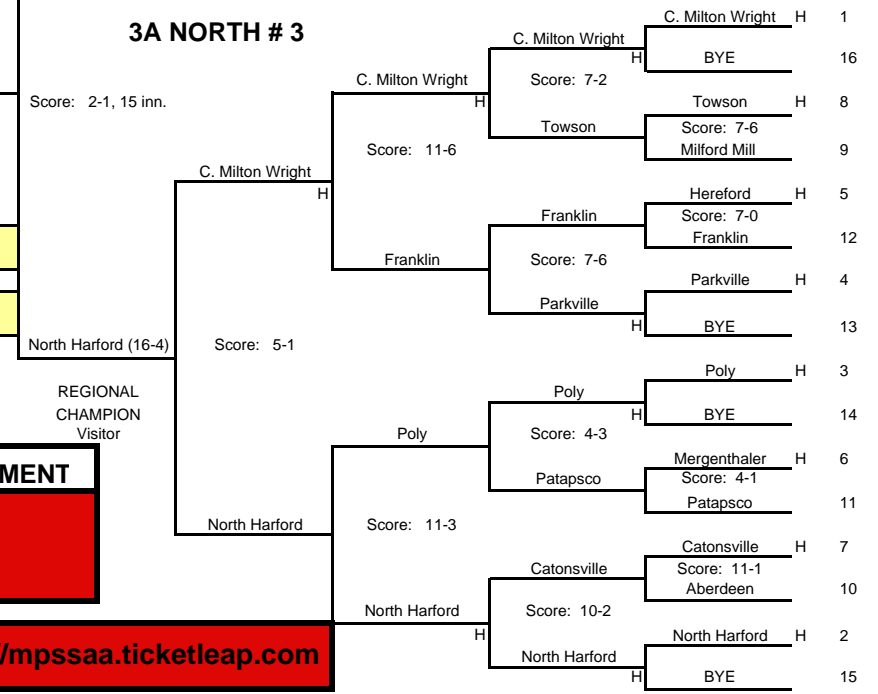 3A NORTH # 3
C. Milton Wright H 1
C. Milton Wright
H BYE 16
C. Milton Wright
H
Score: 7-2
Score: 2-1, 15 inn.
Towson H 8
Towson
Score: 7-6
Score: 11-6
Milford Mill 9
C. Milton Wright
H
Hereford H 5
Franklin
Score: 7-0
Franklin 12
Franklin
Score: 7-6
Parkville H 4
Parkville
H BYE 13
North Harford (16-4)
Score: 5-1
REGIONAL
CHAMPION
Visitor
Poly H 3
Poly
H BYE 14
Poly
Score: 4-3
Mergenthaler H 6
MENT
Patapsco
Score: 4-1
Patapsco 11
North Harford
Score: 11-3
Catonsville H 7
Catonsville
Score: 11-1
Aberdeen 10
North Harford
H
Score: 10-2
North Harford H 2
North Harford
H BYE 15
/mpssaa.ticketleap.com